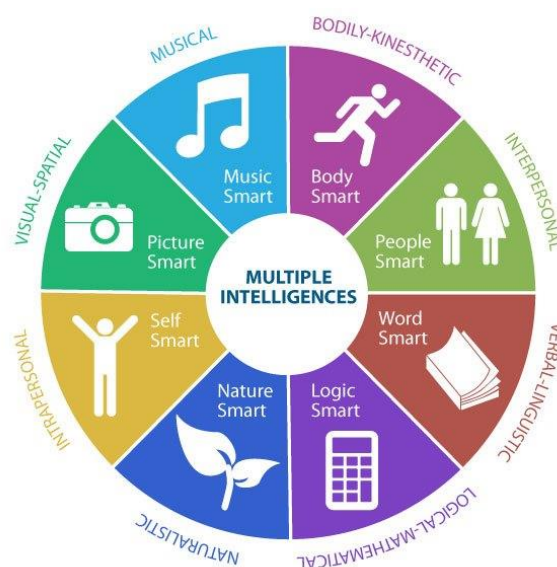 MUSICAL
BODILY-KINESTHETIC
VISUAL-SPATIAL
INTERPERSONAL
Music
Smart
Body
Smart
Picture
Smart
People
Smart
MULTIPLE
INTELLIGENCES
Self
Smart
Word
Smart
Nature
Smart
Logic
Smart
INTRAPERSONAL
VERBAL-LINGUISTIC
NATURALISTIC
LOGICAL-MATHEMATICAL